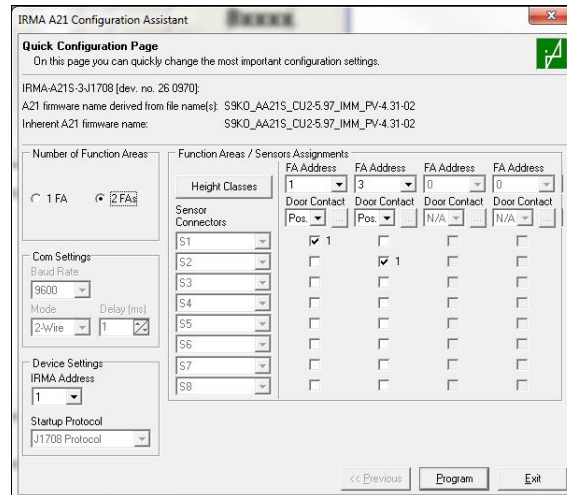 IRMA A21 Configuration Assistant
Quick Configuration Page
On this page you can quickly change the most important configuration settings.
IRMA-A21S-3-J1708 [dev. no. 26 0970]:
A21 firmware name derived from file name(s): S9K0_AA21S_CU2-5.97_IMM_PV-4.31-02
Inherent A21 firmware name: S9K0_AA21S_CU2-5.97_IMM_PV-4.31-02
Number of Function Areas
1 FA 2 FAs
Com Settings
Baud Rate
9600
Mode Delay (ms)
2-Wire 1
Device Settings
IRMA Address
1
Startup Protocol
J1708 Protocol
Function Areas / Sensors Assignments
FA Address FA Address FA Address FA Address
Height Classes 1 3 0 0
Door Contact Door Contact Door Contact Door Contact
Sensor
Connectors
Pos. ... Pos. ... N/A ... N/A ...
S1 1
S2 1
S3
S4
S5
S6
S7
S8
<< Previous Program Exit